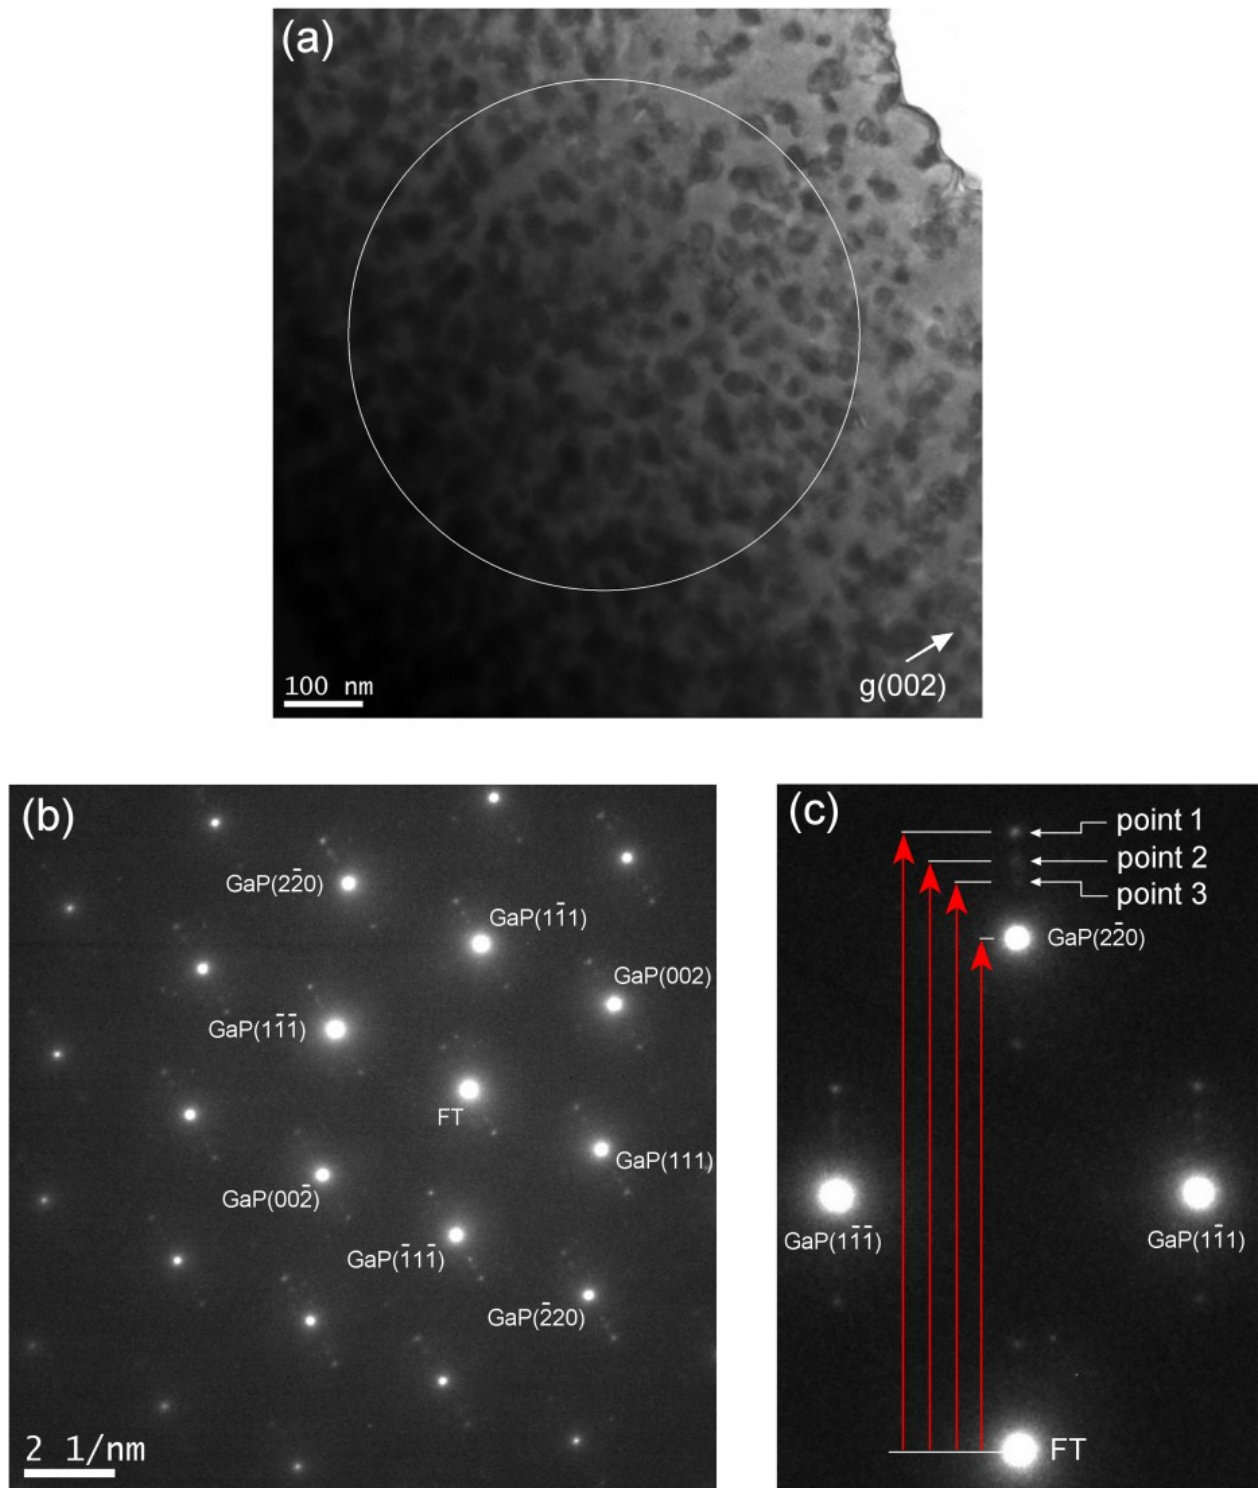 (a)
g(002)
100 nm
(b)
GaP(22̅0)
GaP(11̅1)
GaP(002)
GaP(11̅1̅)
FT
GaP(111)
GaP(002̅)
GaP(1̅11̅)
GaP(2̅20)
2 1/nm
(c)
point 1
point 2
point 3
GaP(22̅0)
GaP(11̅1̅)
GaP(11̅1)
FT